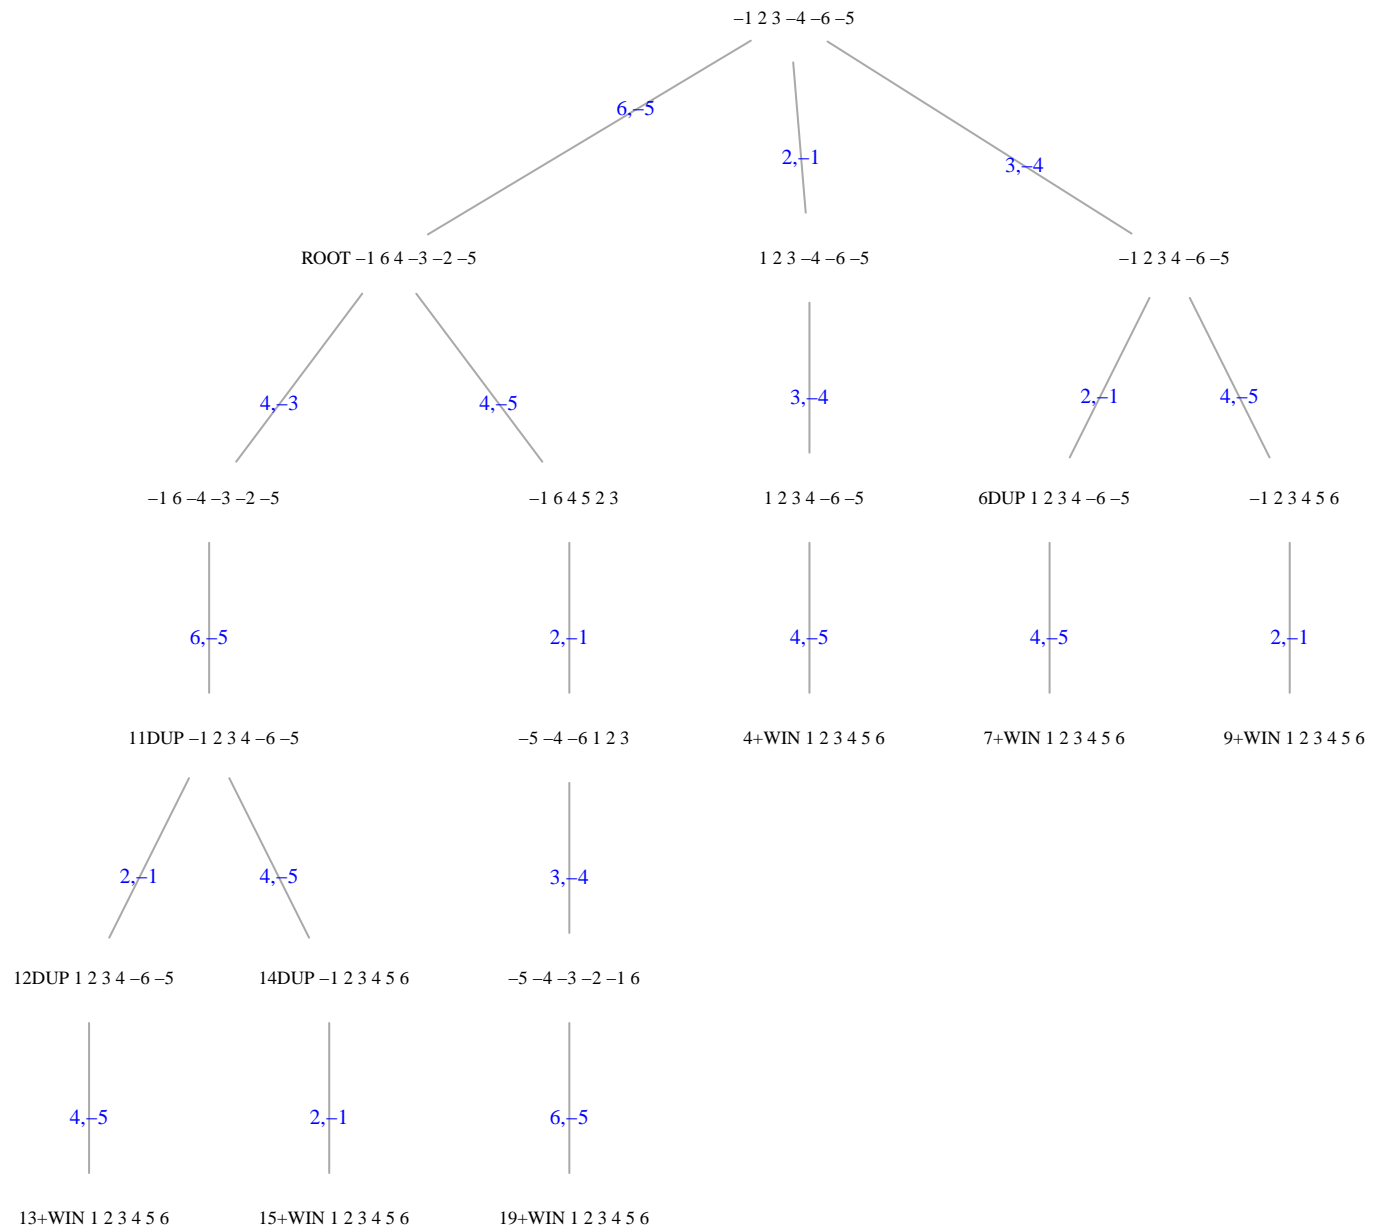 –1 2 3 –4 –6 –5
6,–5
2,–1
3,–4
ROOT –1 6 4 –3 –2 –5
1 2 3 –4 –6 –5
–1 2 3 4 –6 –5
4,–3
4,–5
3,–4
2,–1
4,–5
–1 6 –4 –3 –2 –5
–1 6 4 5 2 3
1 2 3 4 –6 –5
6DUP 1 2 3 4 –6 –5
–1 2 3 4 5 6
6,–5
2,–1
4,–5
4,–5
2,–1
11DUP –1 2 3 4 –6 –5
–5 –4 –6 1 2 3
4+WIN 1 2 3 4 5 6
7+WIN 1 2 3 4 5 6
9+WIN 1 2 3 4 5 6
2,–1
4,–5
3,–4
12DUP 1 2 3 4 –6 –5
14DUP –1 2 3 4 5 6
–5 –4 –3 –2 –1 6
4,–5
2,–1
6,–5
13+WIN 1 2 3 4 5 6
15+WIN 1 2 3 4 5 6
19+WIN 1 2 3 4 5 6